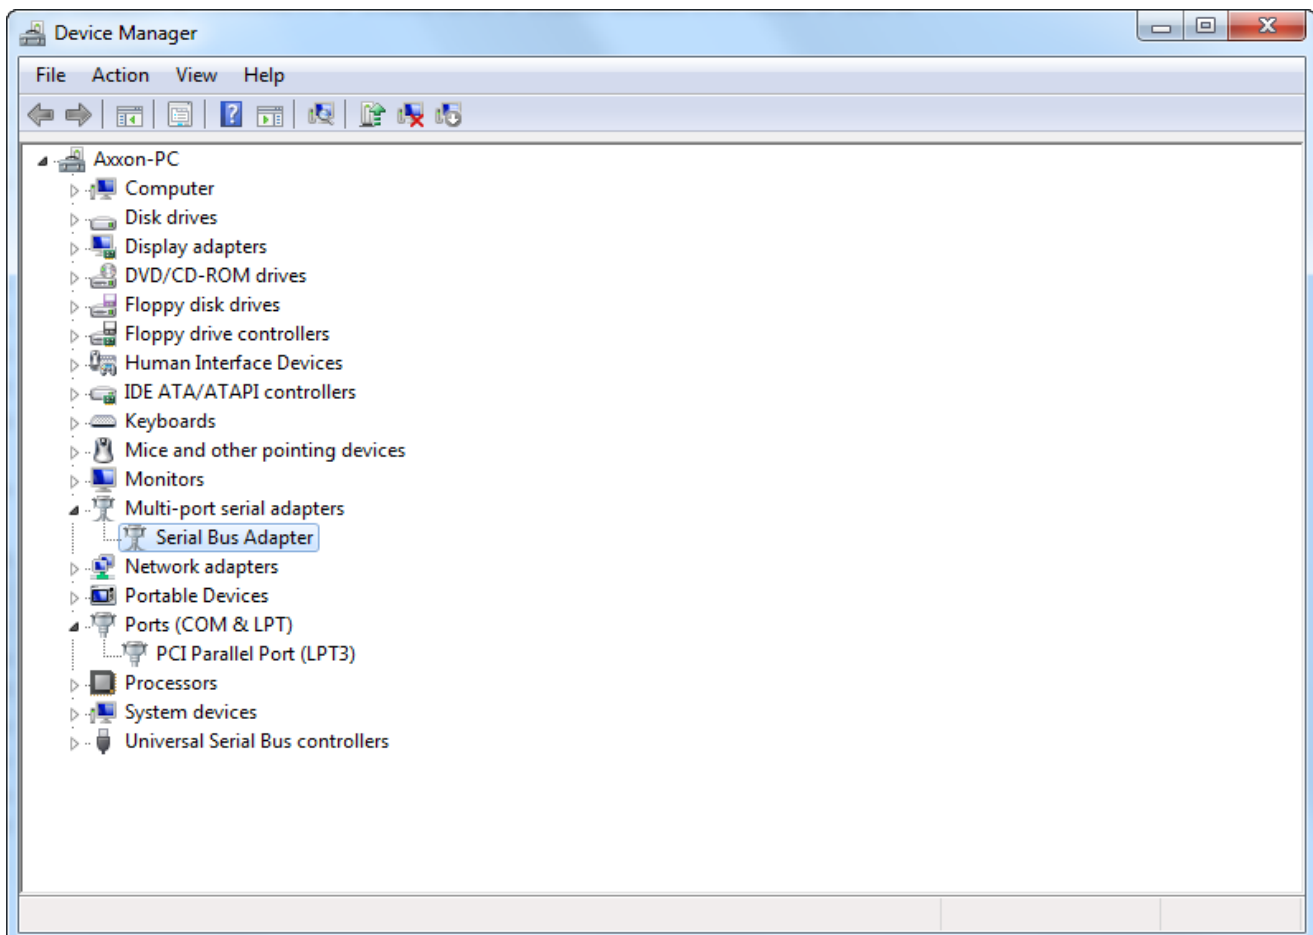 Device Manager
File Action View Help
Axxon-PC
Computer
Disk drives
Display adapters
DVD/CD-ROM drives
Floppy disk drives
Floppy drive controllers
Human Interface Devices
IDE ATA/ATAPI controllers
Keyboards
Mice and other pointing devices
Monitors
Multi-port serial adapters
Serial Bus Adapter
Network adapters
Portable Devices
Ports (COM & LPT)
PCI Parallel Port (LPT3)
Processors
System devices
Universal Serial Bus controllers